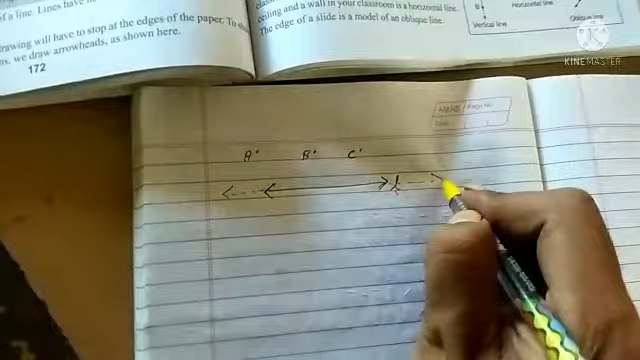 of a line. Lines have
drawing will have to stop at the edges of the paper. To
we draw arrowheads, as shown here.
172
ceiling and a wall in your classroom is a horizontal line.
The edge of a slide is a model of an oblique line.
B
Vertical line
Horizontal line
Oblique line
KINEMASTER
Page No.
A B C
l